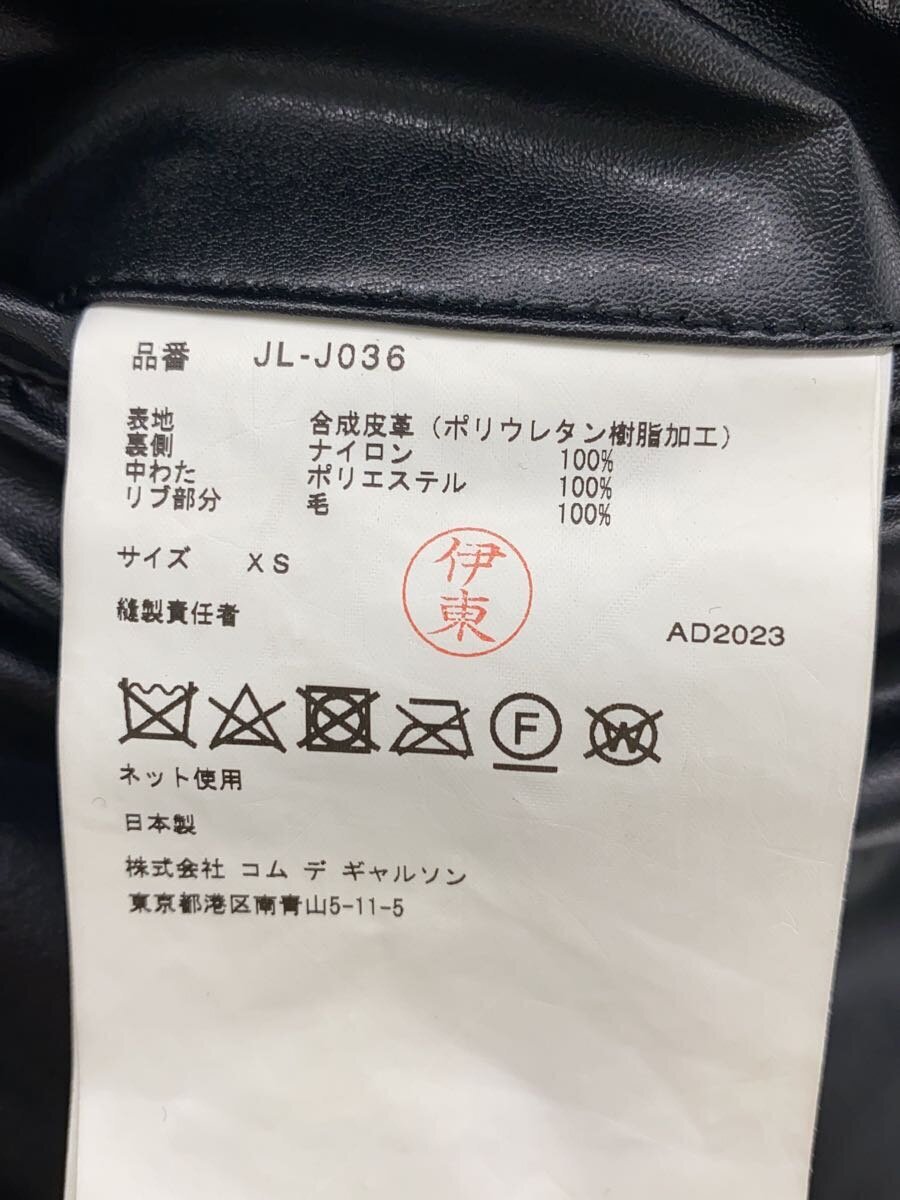 品番 JL-J036
表地 合成皮革（ポリウレタン樹脂加工）
裏側 ナイロン 100%
中わた ポリエステル 100%
リブ部分 毛 100%
サイズ XS
縫製責任者 伊東
AD2023
F W
ネット使用
日本製
株式会社 コム デ ギャルソン
東京都港区南青山5-11-5